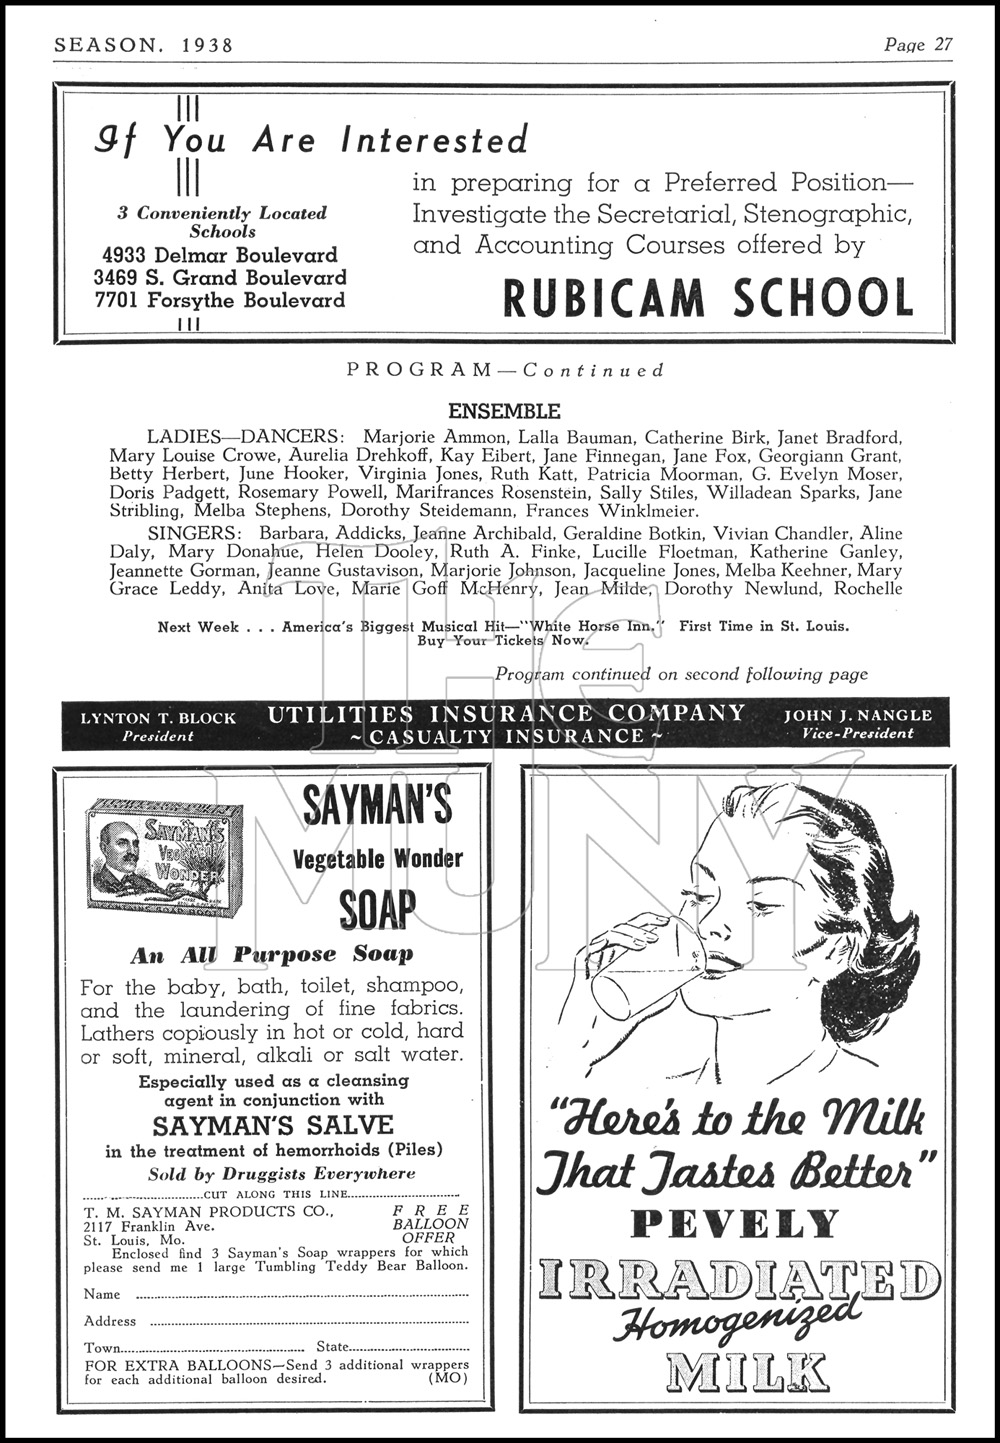 SEASON. 1938 Page 27
If You Are Interested
3 Conveniently Located
Schools
4933 Delmar Boulevard
3469 S. Grand Boulevard
7701 Forsythe Boulevard
in preparing for a Preferred Position—
Investigate the Secretarial, Stenographic,
and Accounting Courses offered by
RUBICAM SCHOOL
PROGRAM—Continued
ENSEMBLE
LADIES—DANCERS: Marjorie Ammon, Lalla Bauman, Catherine Birk, Janet Bradford,
Mary Louise Crowe, Aurelia Drehkoff, Kay Eibert, Jane Finnegan, Jane Fox, Georgiann Grant,
Betty Herbert, June Hooker, Virginia Jones, Ruth Katt, Patricia Moorman, G. Evelyn Moser,
Doris Padgett, Rosemary Powell, Marifrances Rosenstein, Sally Stiles, Willadean Sparks, Jane
Stribling, Melba Stephens, Dorothy Steidemann, Frances Winklmeier.
SINGERS: Barbara, Addicks, Jeanne Archibald, Geraldine Botkin, Vivian Chandler, Aline
Daly, Mary Donahue, Helen Dooley, Ruth A. Finke, Lucille Floetman, Katherine Ganley,
Jeannette Gorman, Jeanne Gustavison, Marjorie Johnson, Jacqueline Jones, Melba Keehner, Mary
Grace Leddy, Anita Love, Marie Goff McHenry, Jean Milde, Dorothy Newlund, Rochelle
Next Week . . . America's Biggest Musical Hit—"White Horse Inn." First Time in St. Louis.
Buy Your Tickets Now.
Program continued on second following page
LYNTON T. BLOCK
President
UTILITIES INSURANCE COMPANY
~CASUALTY INSURANCE~
JOHN J. NANGLE
Vice-President
THE
MUNY
SAYMAN'S
VEGETABLE
WONDER
SAYMAN'S
Vegetable Wonder
SOAP
An All Purpose Soap
For the baby, bath, toilet, shampoo,
and the laundering of fine fabrics.
Lathers copiously in hot or cold, hard
or soft, mineral, alkali or salt water.
Especially used as a cleansing
agent in conjunction with
SAYMAN'S SALVE
in the treatment of hemorrhoids (Piles)
Sold by Druggists Everywhere
CUT ALONG THIS LINE
T. M. SAYMAN PRODUCTS CO., FREE
2117 Franklin Ave. BALLOON
St. Louis, Mo. OFFER
Enclosed find 3 Sayman's Soap wrappers for which
please send me 1 large Tumbling Teddy Bear Balloon.
Name
Address
Town State
FOR EXTRA BALLOONS—Send 3 additional wrappers
for each additional balloon desired. (MO)
"Here's to the Milk
That Tastes Better"
PEVELY
IRRADIATED
Homogenized
MILK